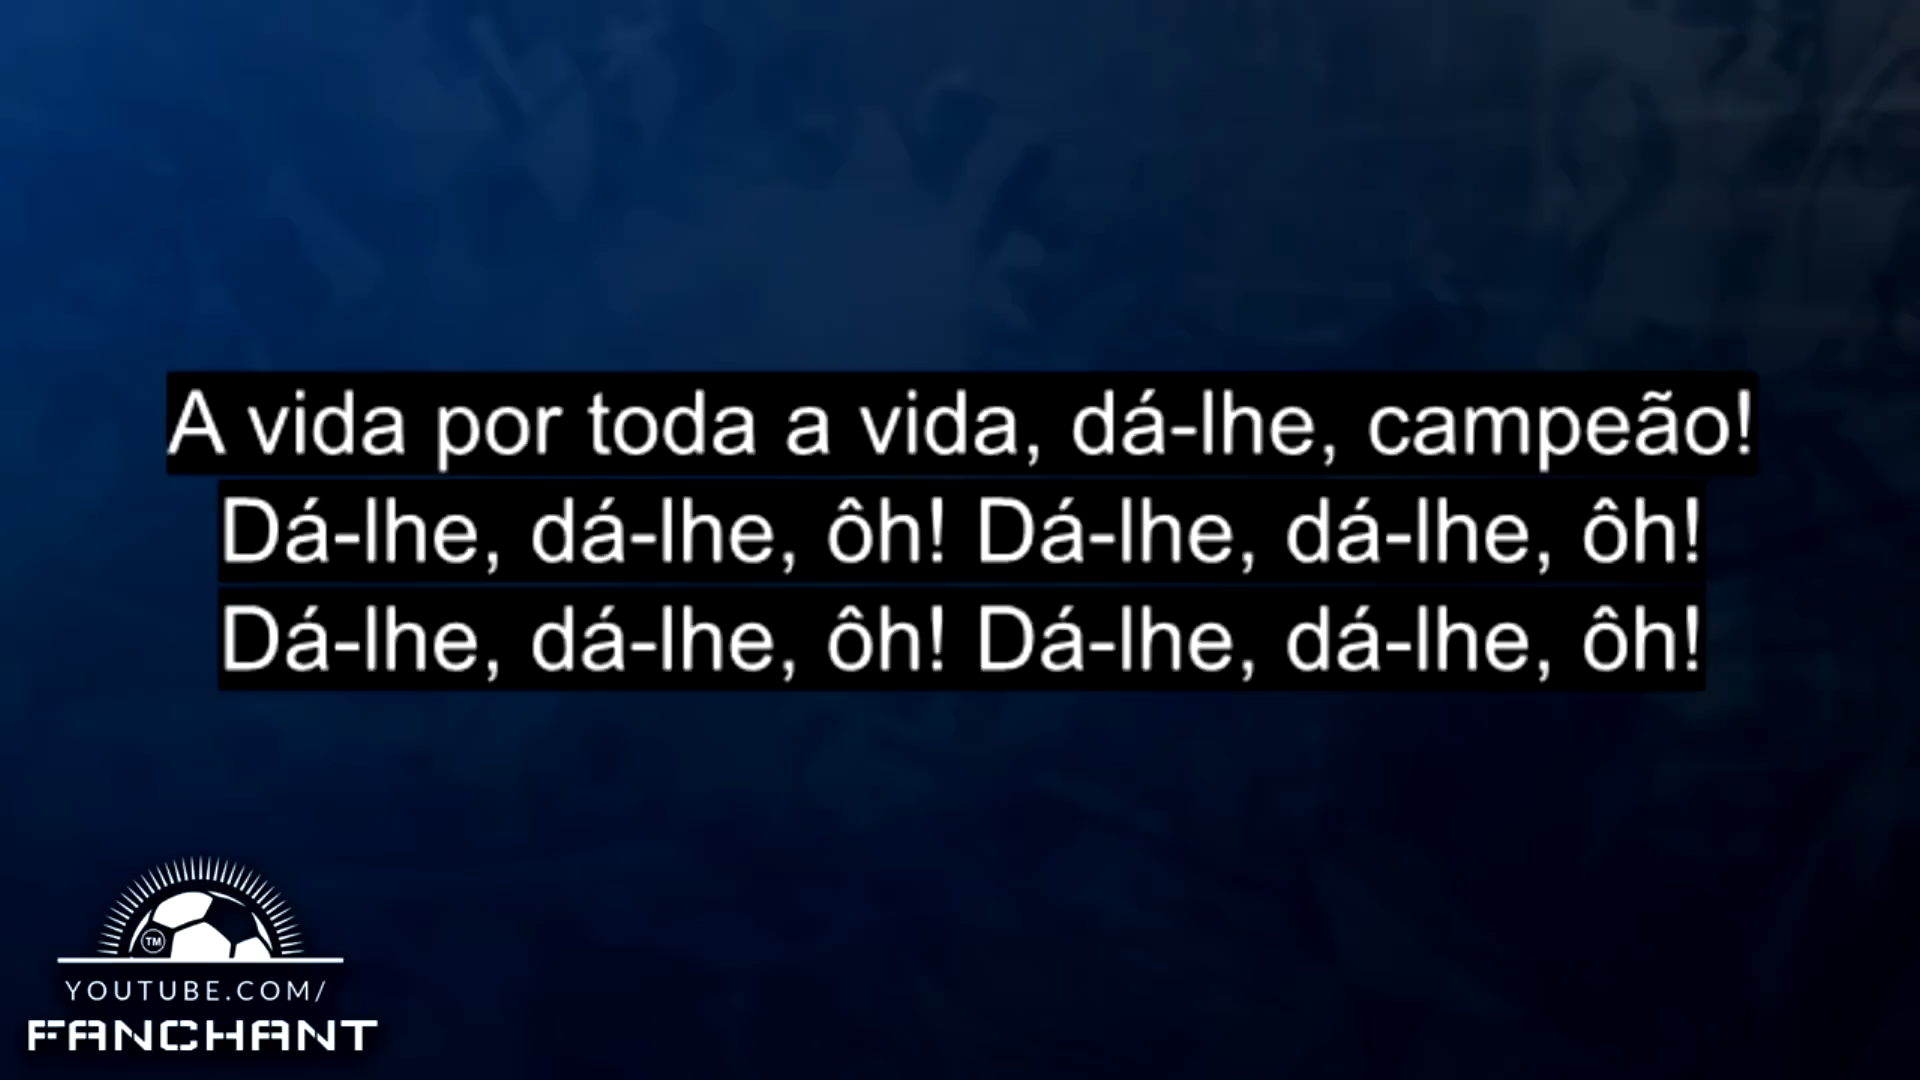 A vida por toda a vida, dá-lhe, campeão!
Dá-lhe, dá-lhe, ôh! Dá-lhe, dá-lhe, ôh!
Dá-lhe, dá-lhe, ôh! Dá-lhe, dá-lhe, ôh!
TM
YOUTUBE.COM/
FANCHANT